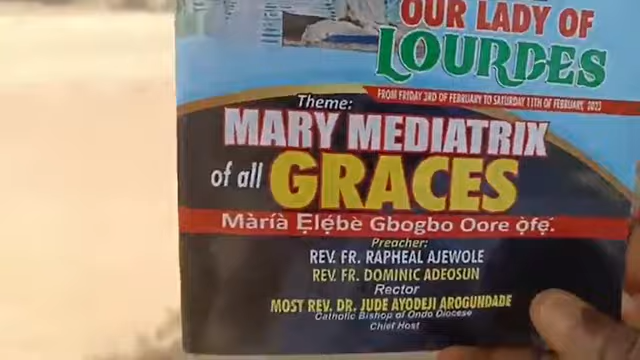 OUR LADY OF
LOURDES
FROM FRIDAY 3RD OF FEBRUARY TO SATURDAY 11TH OF FEBRUARY, 2023
Theme:
MARY MEDIATRIX
of all GRACES
Màríà Ẹlẹ́bè Gbogbo Oore ọ̀fẹ́.
Preacher:
REV. FR. RAPHEAL AJEWOLE
REV. FR. DOMINIC ADEOSUN
Rector
MOST REV. DR. JUDE AYODEJI AROGUNDADE
Catholic Bishop of Ondo Diocese
Chief Host